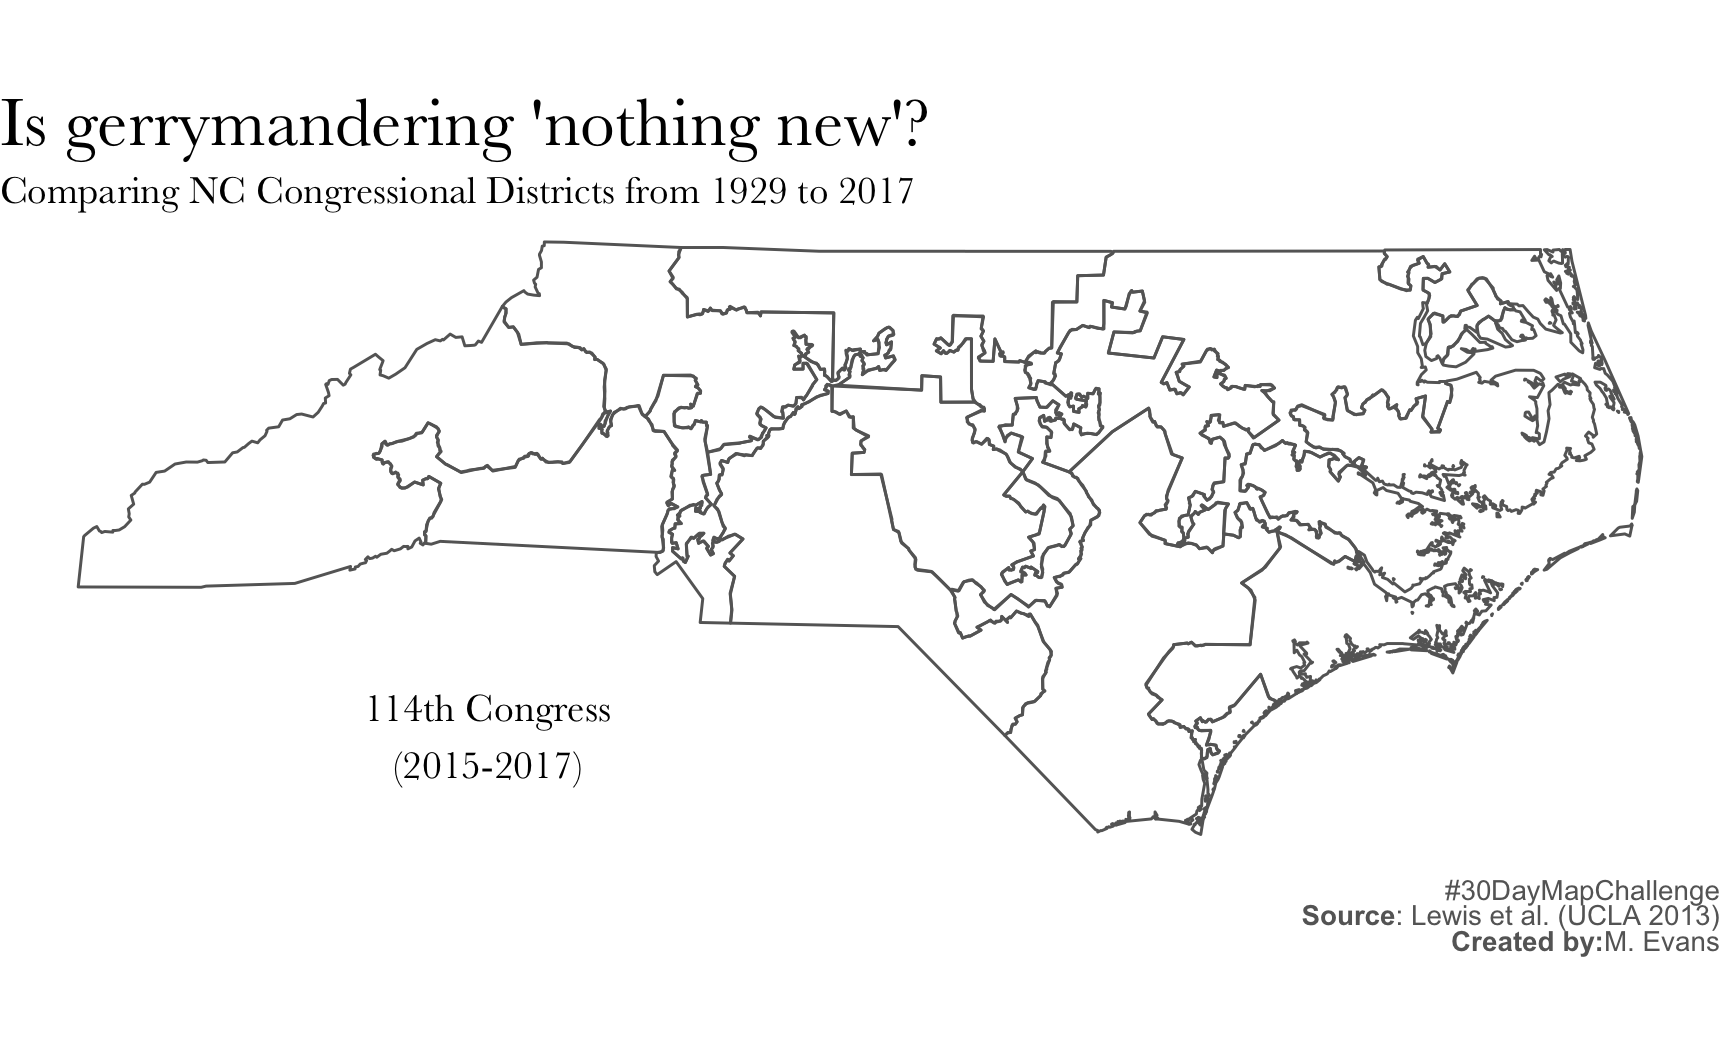 Is gerrymandering 'nothing new'?
Comparing NC Congressional Districts from 1929 to 2017
114th Congress
(2015-2017)
#30DayMapChallenge
Source: Lewis et al. (UCLA 2013)
Created by:M. Evans